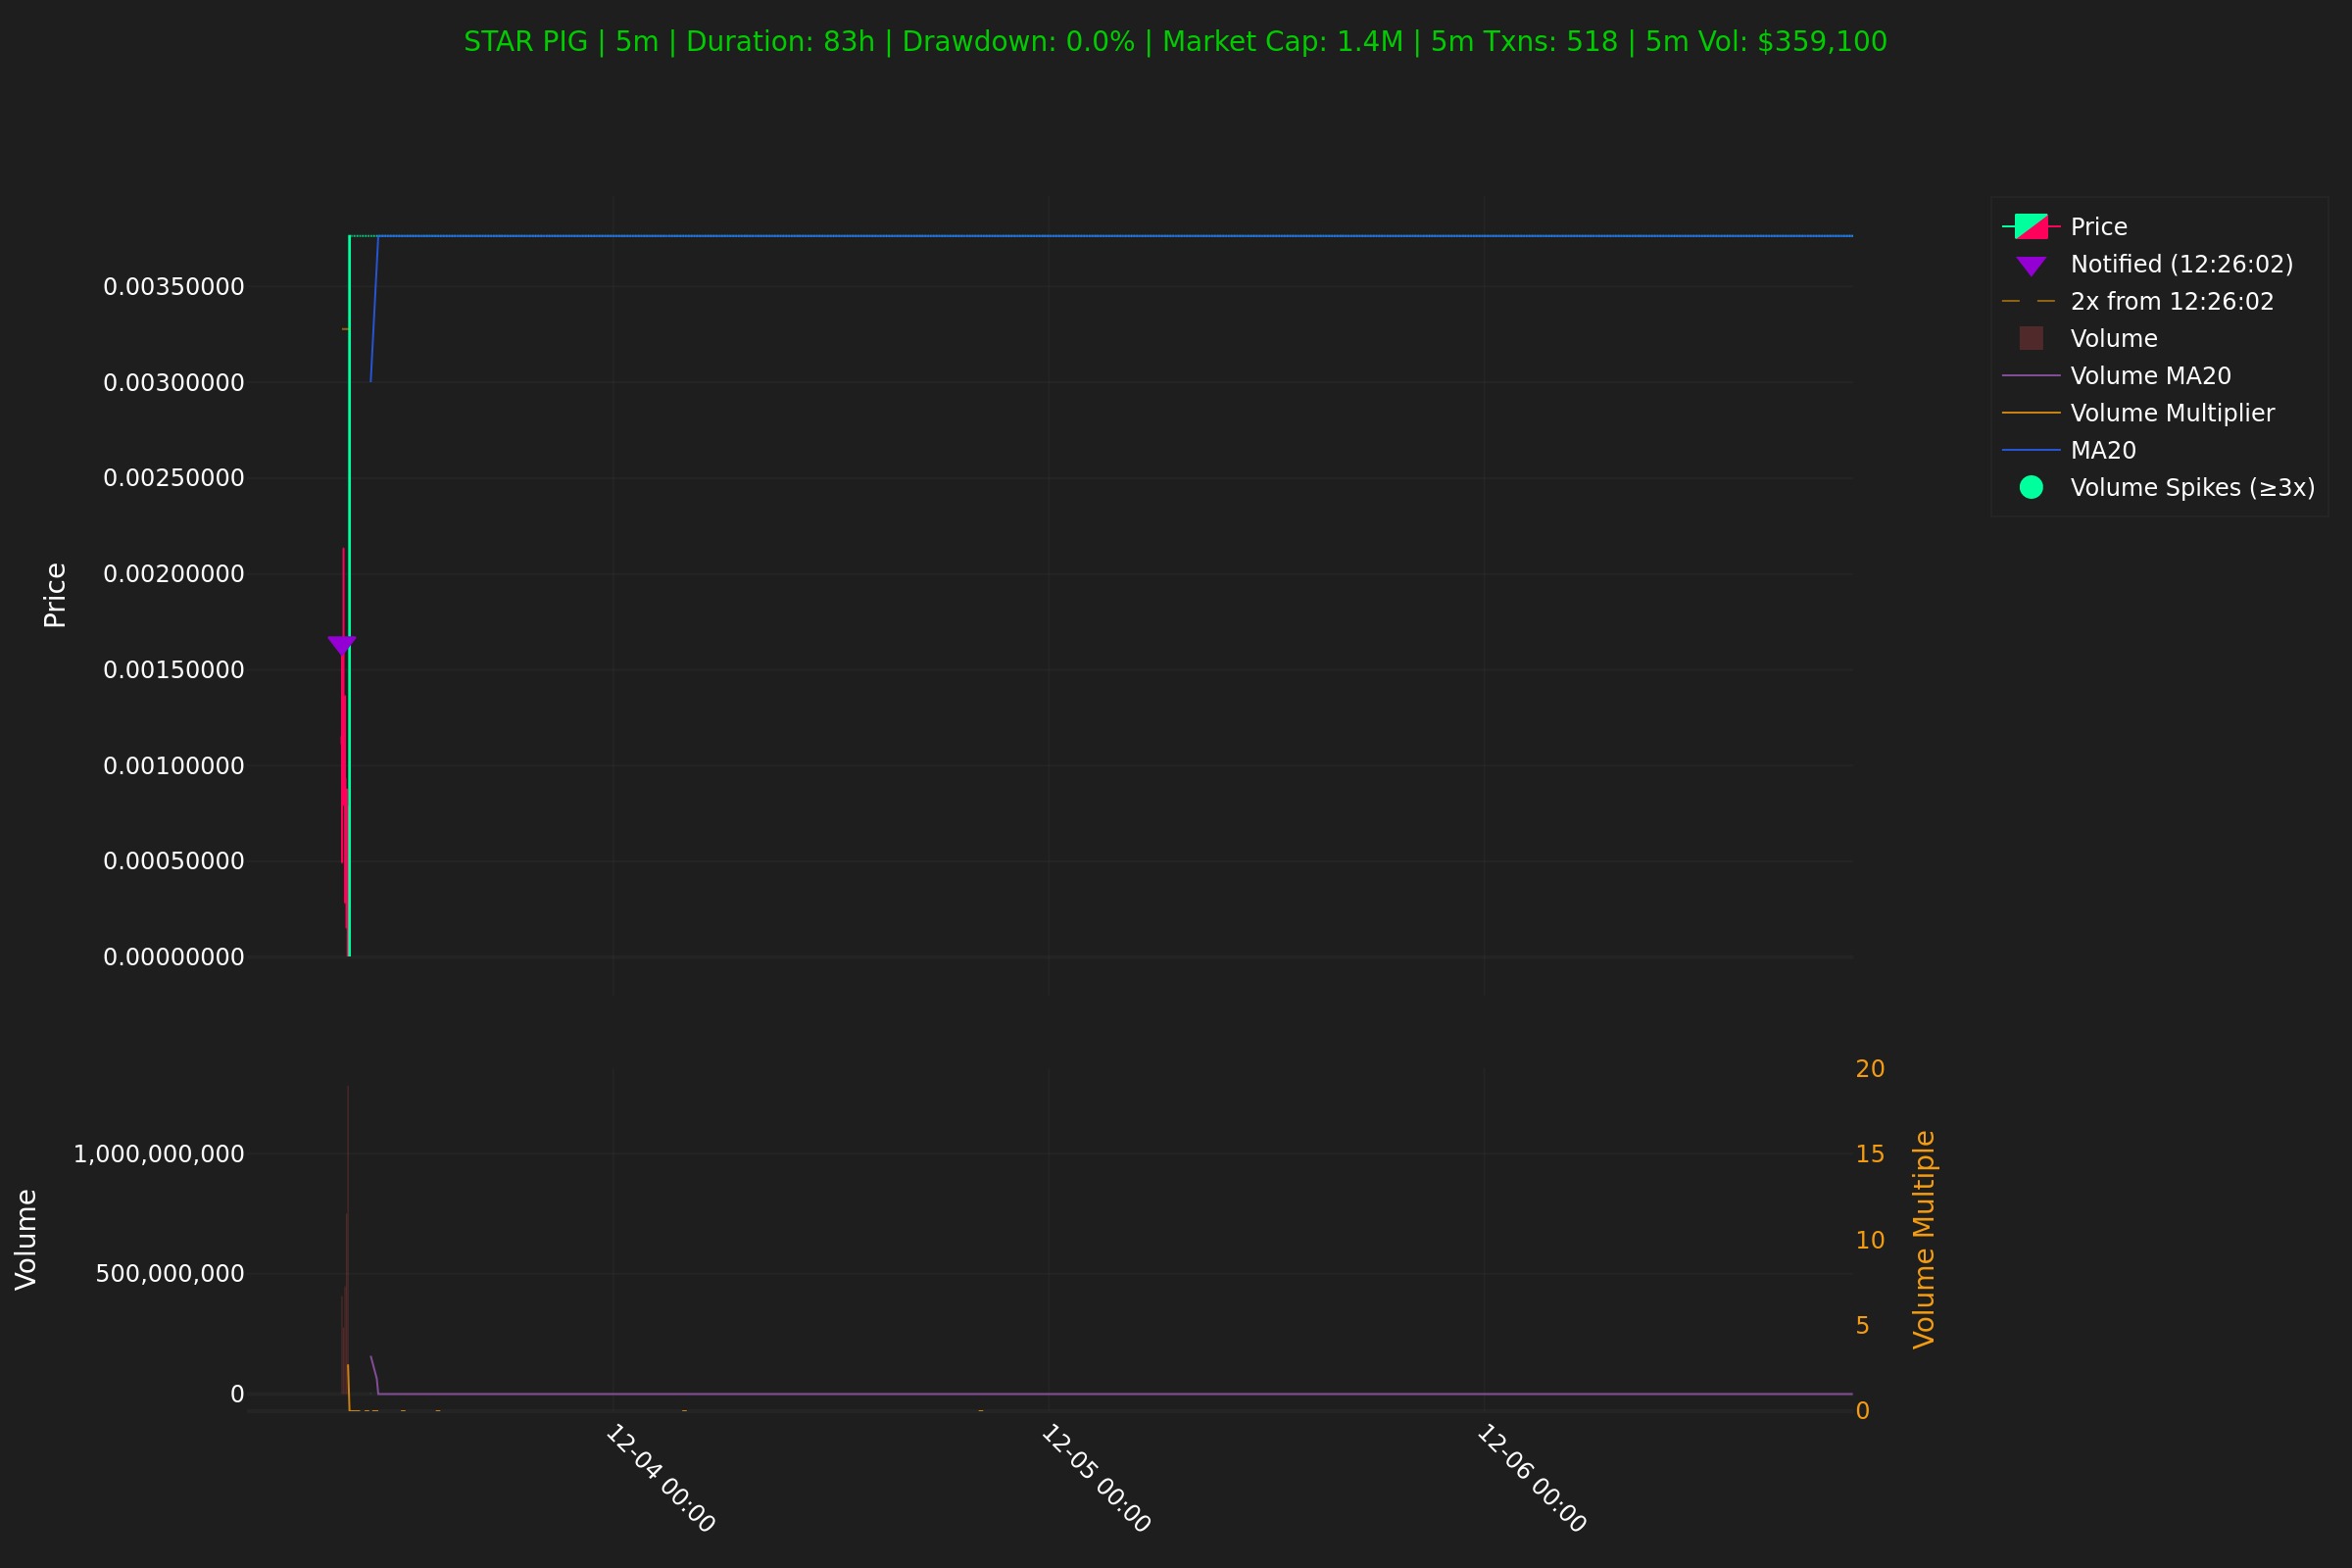 STAR PIG | 5m | Duration: 83h | Drawdown: 0.0% | Market Cap: 1.4M | 5m Txns: 518 | 5m Vol: $359,100
Price
Notified (12:26:02)
2x from 12:26:02
Volume
Volume MA20
Volume Multiplier
MA20
Volume Spikes (≥3x)
Price
0.00350000
0.00300000
0.00250000
0.00200000
0.00150000
0.00100000
0.00050000
0.00000000
Volume
1,000,000,000
500,000,000
0
20
15
10
5
0
Volume Multiple
12-04 00:00
12-05 00:00
12-06 00:00